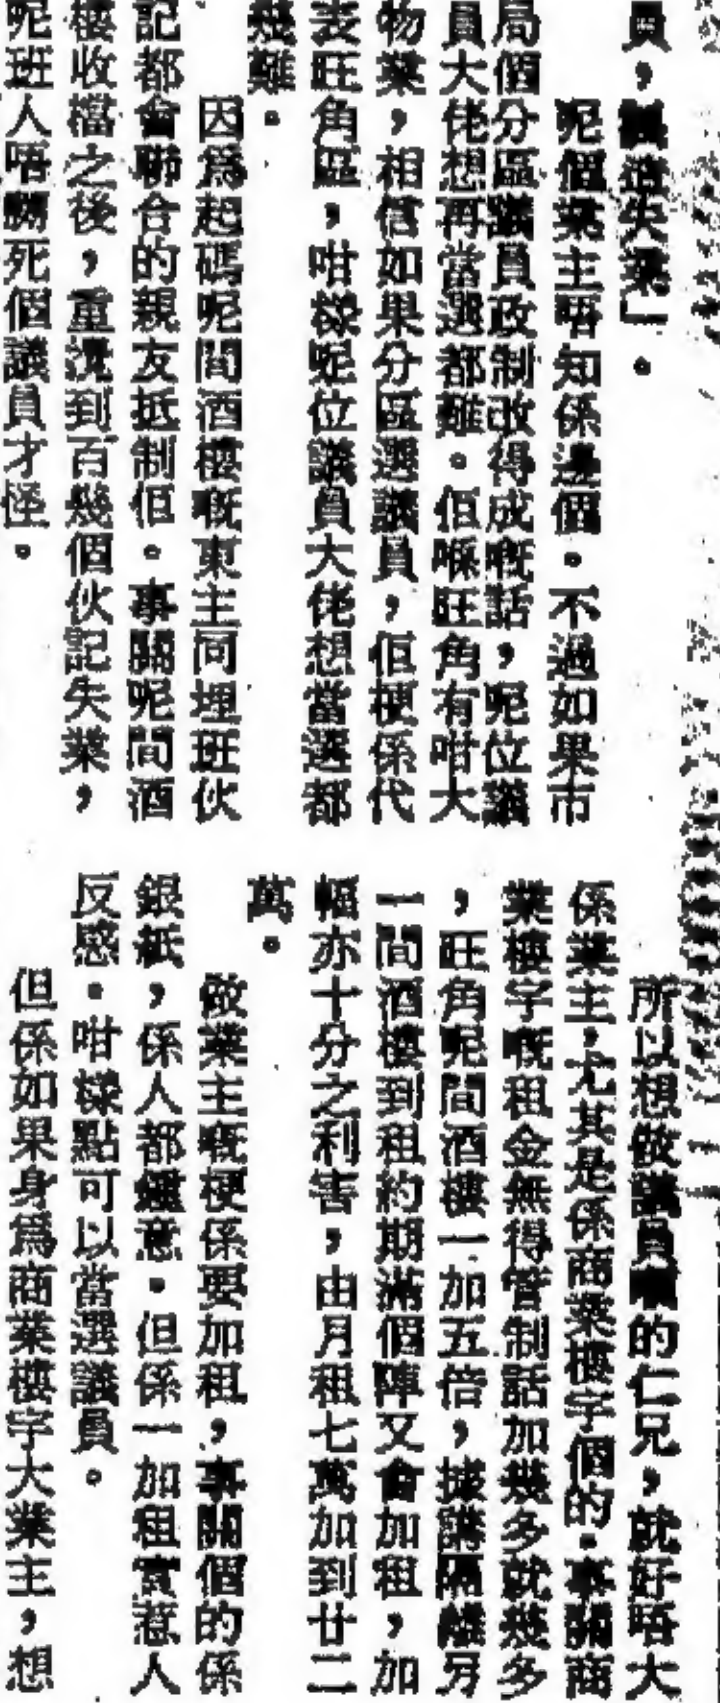 員，　失業」。
呢個業主唔知係邊個。不過如果市
局個分區議員政制改得成嘅話，呢位議
員大佬想再當選都難。佢喺旺角有咁大
物業，相信如果分區選議員，佢梗係代
表旺角區，咁樣呢位議員大佬想當選都
幾難。
因爲起碼呢間酒樓嘅東主同埋班伙
記都會聯合的親友抵制佢。事關呢間酒
樓收檔之後，重決到百幾個伙記失業，
呢班人唔鬧死個議員才怪。
所以想做議員嘅的仁兄，就好唔大
係業主，尤其是係商業樓宇個的。事關商
業樓宇嘅租金無得管制話加幾多就幾多
，旺角呢間酒樓一加五倍，據講隔離另
一間酒樓到租約期滿個陣又會加租，加
幅亦十分之利害，由月租七萬加到廿二
萬。
做業主嘅梗係要加租，事關個的係
銀紙，係人都鍾意。但係一加租實惹人
反感。咁樣點可以當選議員。
但係如果身爲商業樓宇大業主，想